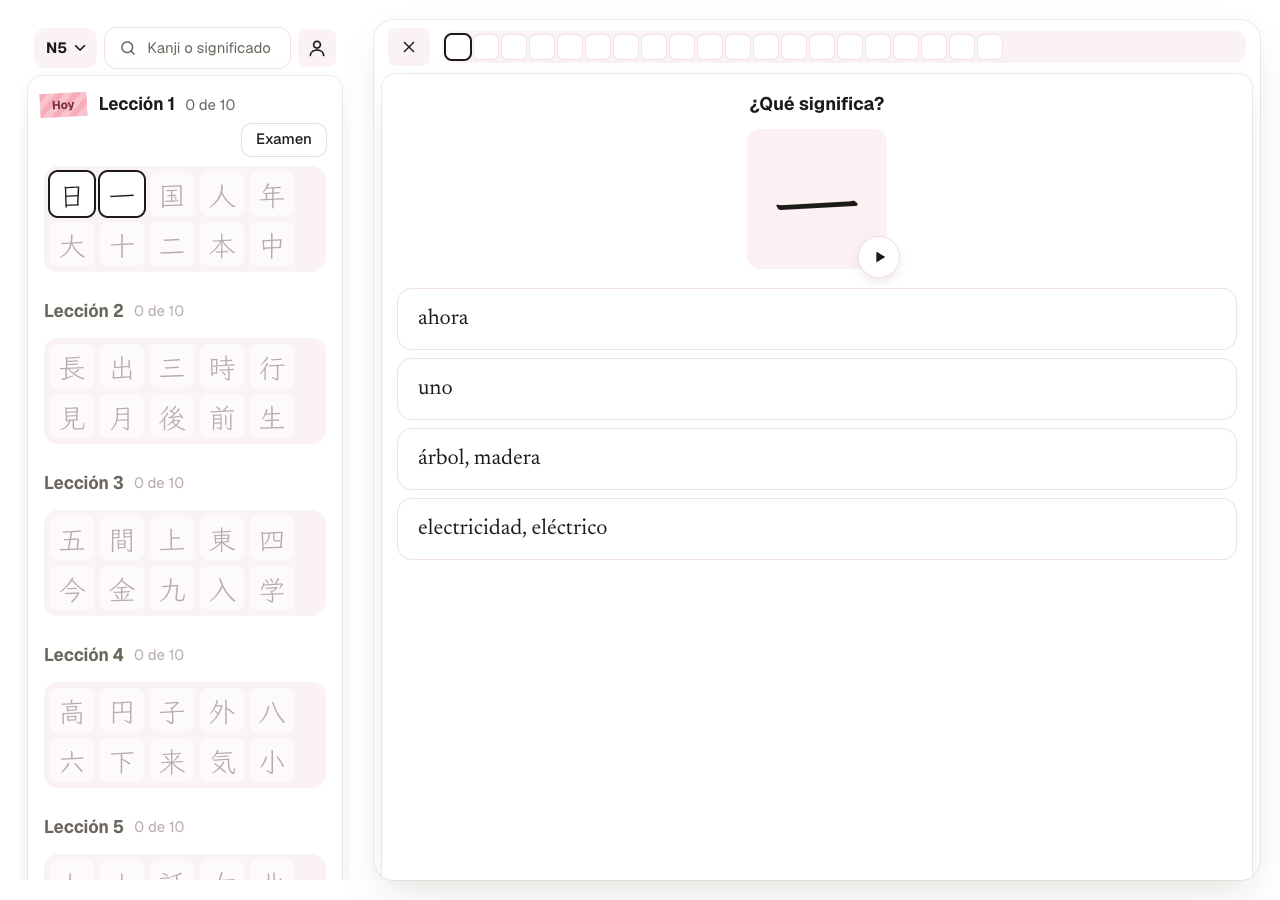 N5
Kanji o significado
Hoy
Lección 1 0 de 10
Examen
日 一 国 人 年
大 十 二 本 中
Lección 2 0 de 10
長 出 三 時 行
見 月 後 前 生
Lección 3 0 de 10
五 間 上 東 四
今 金 九 入 学
Lección 4 0 de 10
高 円 子 外 八
六 下 来 気 小
Lección 5 0 de 10
¿Qué significa?
一
ahora
uno
árbol, madera
electricidad, eléctrico